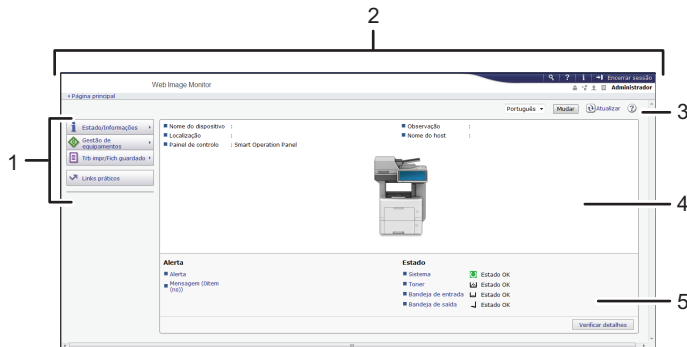 2
Encerrar sessão
Web Image Monitor
Administrador
Página principal
Português
Mudar
Atualizar
3
1
Estado/Informações
Gestão de equipamentos
Trb impr/Fich guardado
Links práticos
Nome do dispositivo :
Localização :
Painel de controlo : Smart Operation Panel
Observação :
Nome do host :
4
Alerta
Alerta
Mensagem (0item (ns))
Estado
Sistema Estado OK
Toner Estado OK
Bandeja de entrada Estado OK
Bandeja de saída Estado OK
5
Verificar detalhes